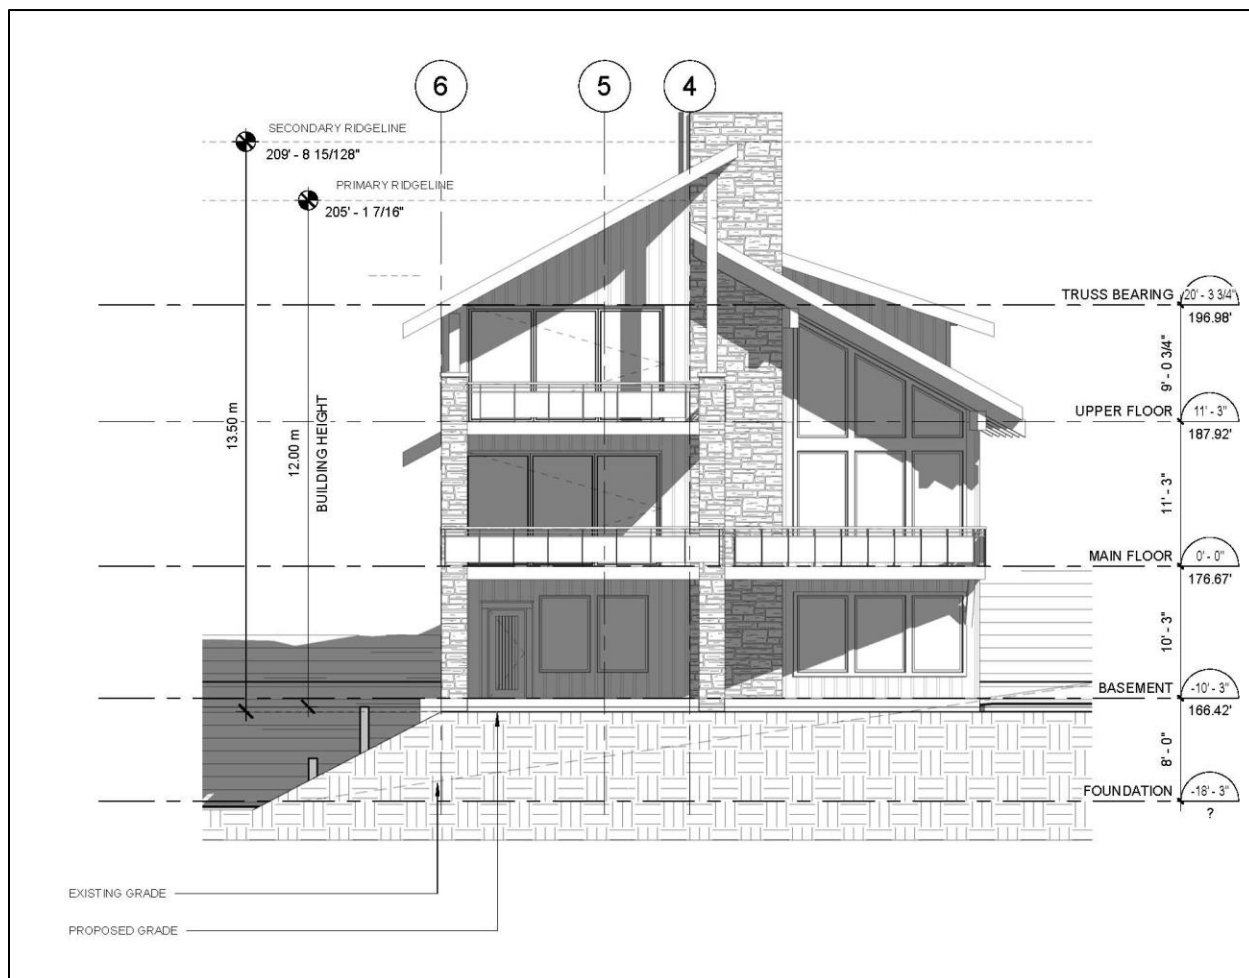 6
5
4
SECONDARY RIDGELINE
209' - 8 15/128"
PRIMARY RIDGELINE
205' - 1 7/16"
TRUSS BEARING
20' - 3 3/4"
196.98'
9' - 0 3/4"
UPPER FLOOR
11' - 3"
187.92'
13.50 m
12.00 m
BUILDING HEIGHT
11' - 3"
MAIN FLOOR
0' - 0"
176.67'
10' - 3"
BASEMENT
-10' - 3"
166.42'
8' - 0"
FOUNDATION
-18' - 3"
?
EXISTING GRADE
PROPOSED GRADE